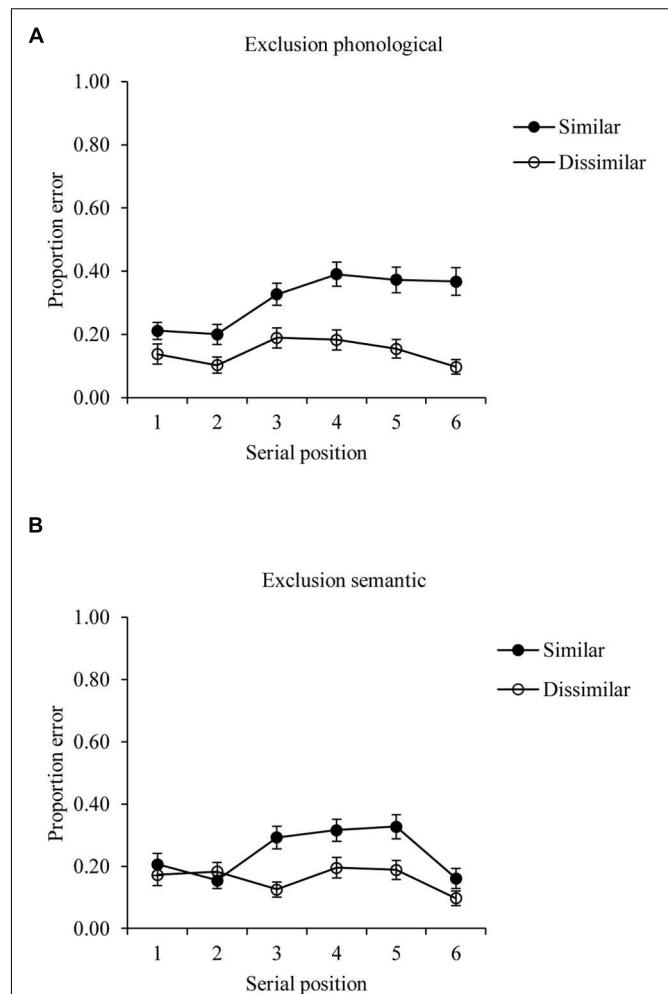 A
Exclusion phonological
1.00
0.80
0.60
0.40
0.20
0.00
Proportion error
1 2 3 4 5 6
Serial position
Similar
Dissimilar
B
Exclusion semantic
1.00
0.80
0.60
0.40
0.20
0.00
Proportion error
1 2 3 4 5 6
Serial position
Similar
Dissimilar